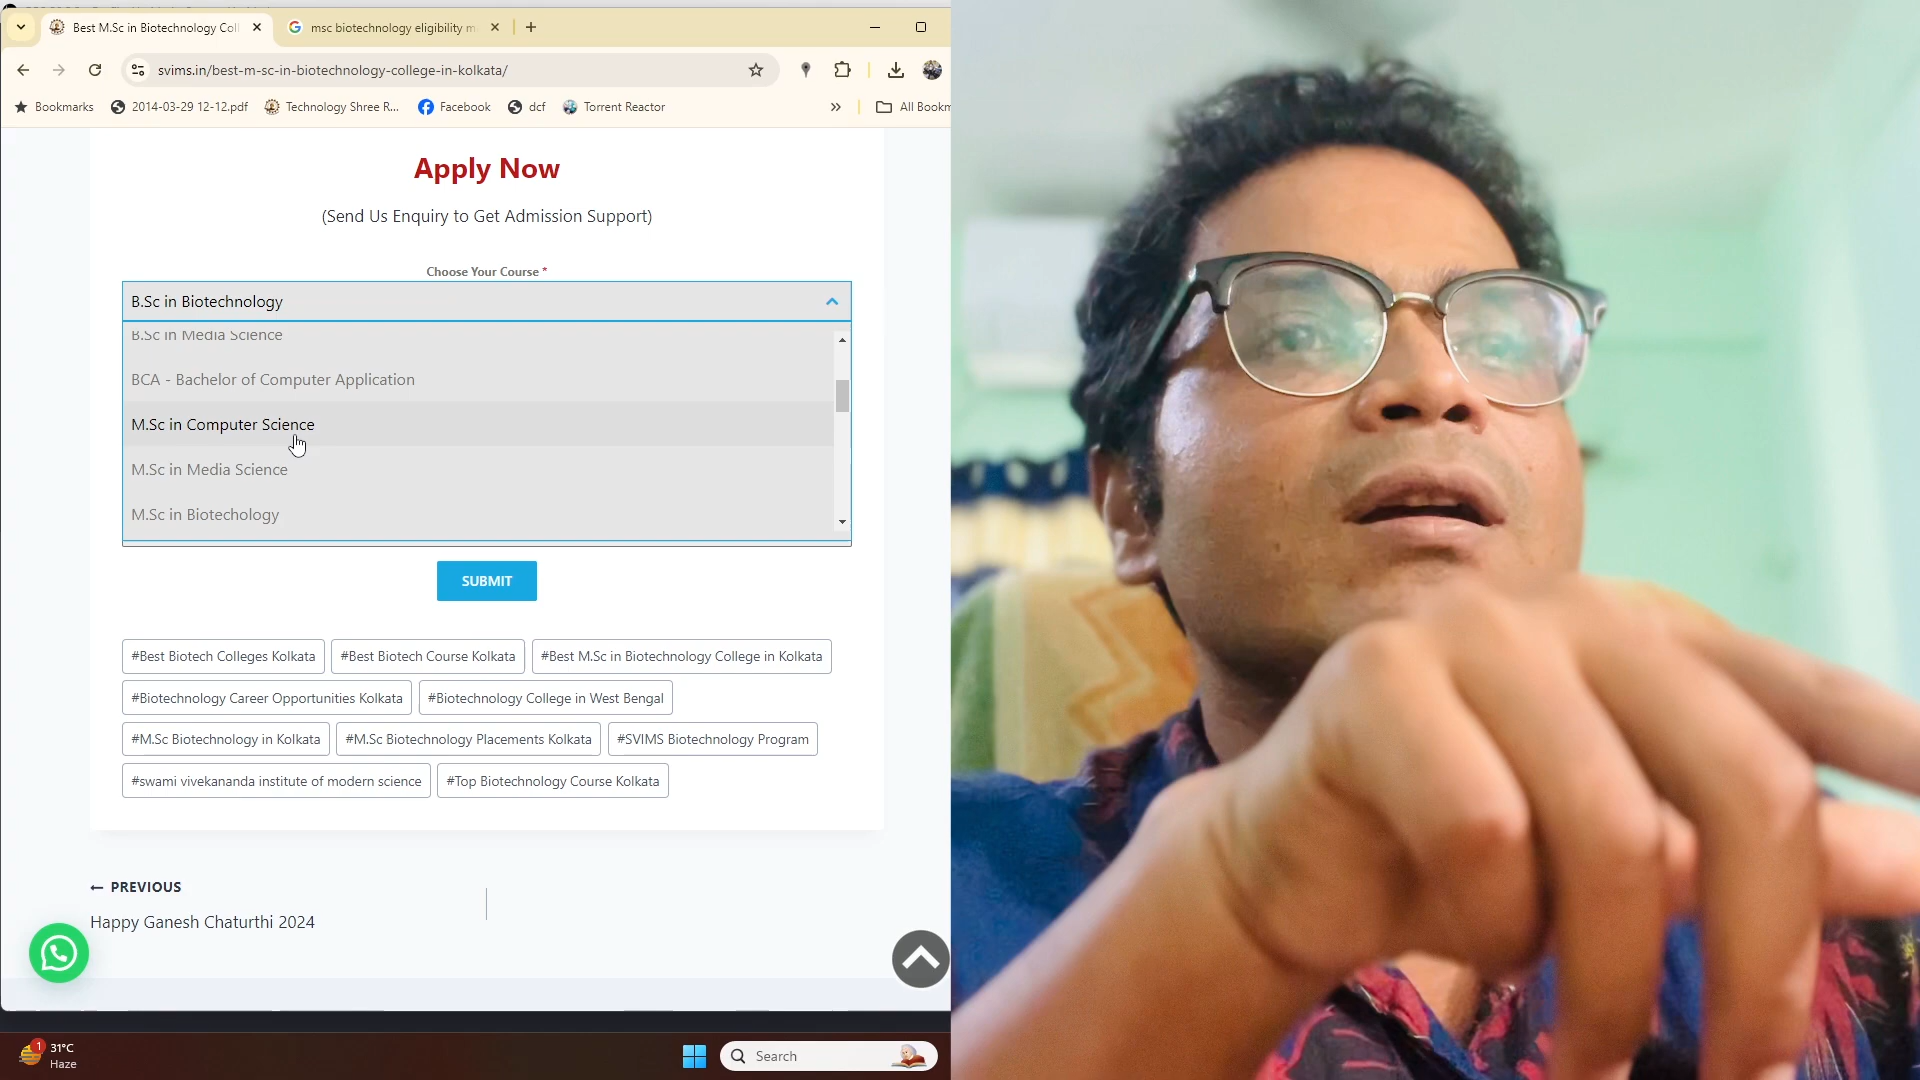 Best M.Sc in Biotechnology Coll
msc biotechnology eligibility m
svims.in/best-m-sc-in-biotechnology-college-in-kolkata/
Bookmarks
2014-03-29 12-12.pdf
Technology Shree R...
Facebook
dcf
Torrent Reactor
»
All Bookm
Apply Now
(Send Us Enquiry to Get Admission Support)
Choose Your Course *
B.Sc in Biotechnology
B.Sc in Media Science
BCA - Bachelor of Computer Application
M.Sc in Computer Science
M.Sc in Media Science
M.Sc in Biotechology
SUBMIT
#Best Biotech Colleges Kolkata
#Best Biotech Course Kolkata
#Best M.Sc in Biotechnology College in Kolkata
#Biotechnology Career Opportunities Kolkata
#Biotechnology College in West Bengal
#M.Sc Biotechnology in Kolkata
#M.Sc Biotechnology Placements Kolkata
#SVIMS Biotechnology Program
#swami vivekananda institute of modern science
#Top Biotechnology Course Kolkata
← PREVIOUS
Happy Ganesh Chaturthi 2024
1
31°C
Haze
Search